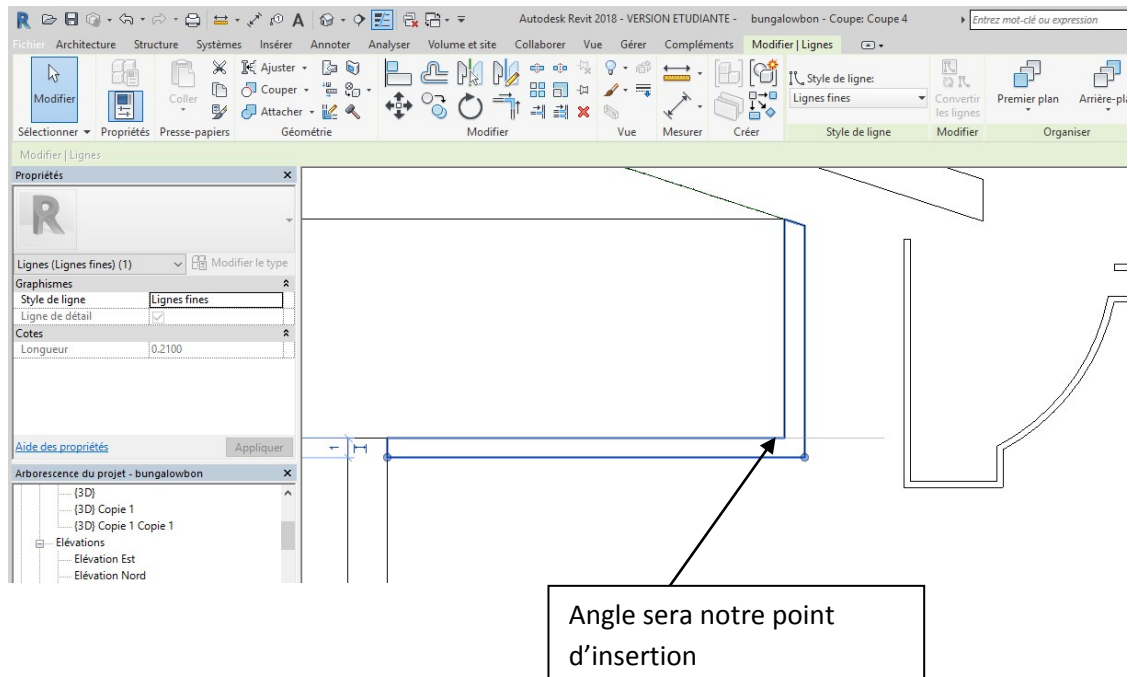 Autodesk Revit 2018 - VERSION ETUDIANTE - bungalowbon - Coupe: Coupe 4
Entrez mot-clé ou expression
Fichier Architecture Structure Systèmes Insérer Annoter Analyser Volume et site Collaborer Vue Gérer Compléments Modifier | Lignes
Modifier
Coller
Ajuster
Couper
Attacher
Style de ligne:
Lignes fines
Convertir
les lignes
Premier plan
Sélectionner Propriétés Presse-papiers Géométrie Modifier Vue Mesurer Créer Style de ligne Modifier Organiser
Modifier | Lignes
Propriétés
R
Lignes (Lignes fines) (1)
Modifier le type
Graphismes
Style de ligne Lignes fines
Ligne de détail
Cotes
Longueur 0.2100
Aide des propriétés
Appliquer
Arborescence du projet - bungalowbon
{3D}
{3D} Copie 1
{3D} Copie 1 Copie 1
Elévations
Elévation Est
Elévation Nord
1
Angle sera notre point
d’insertion